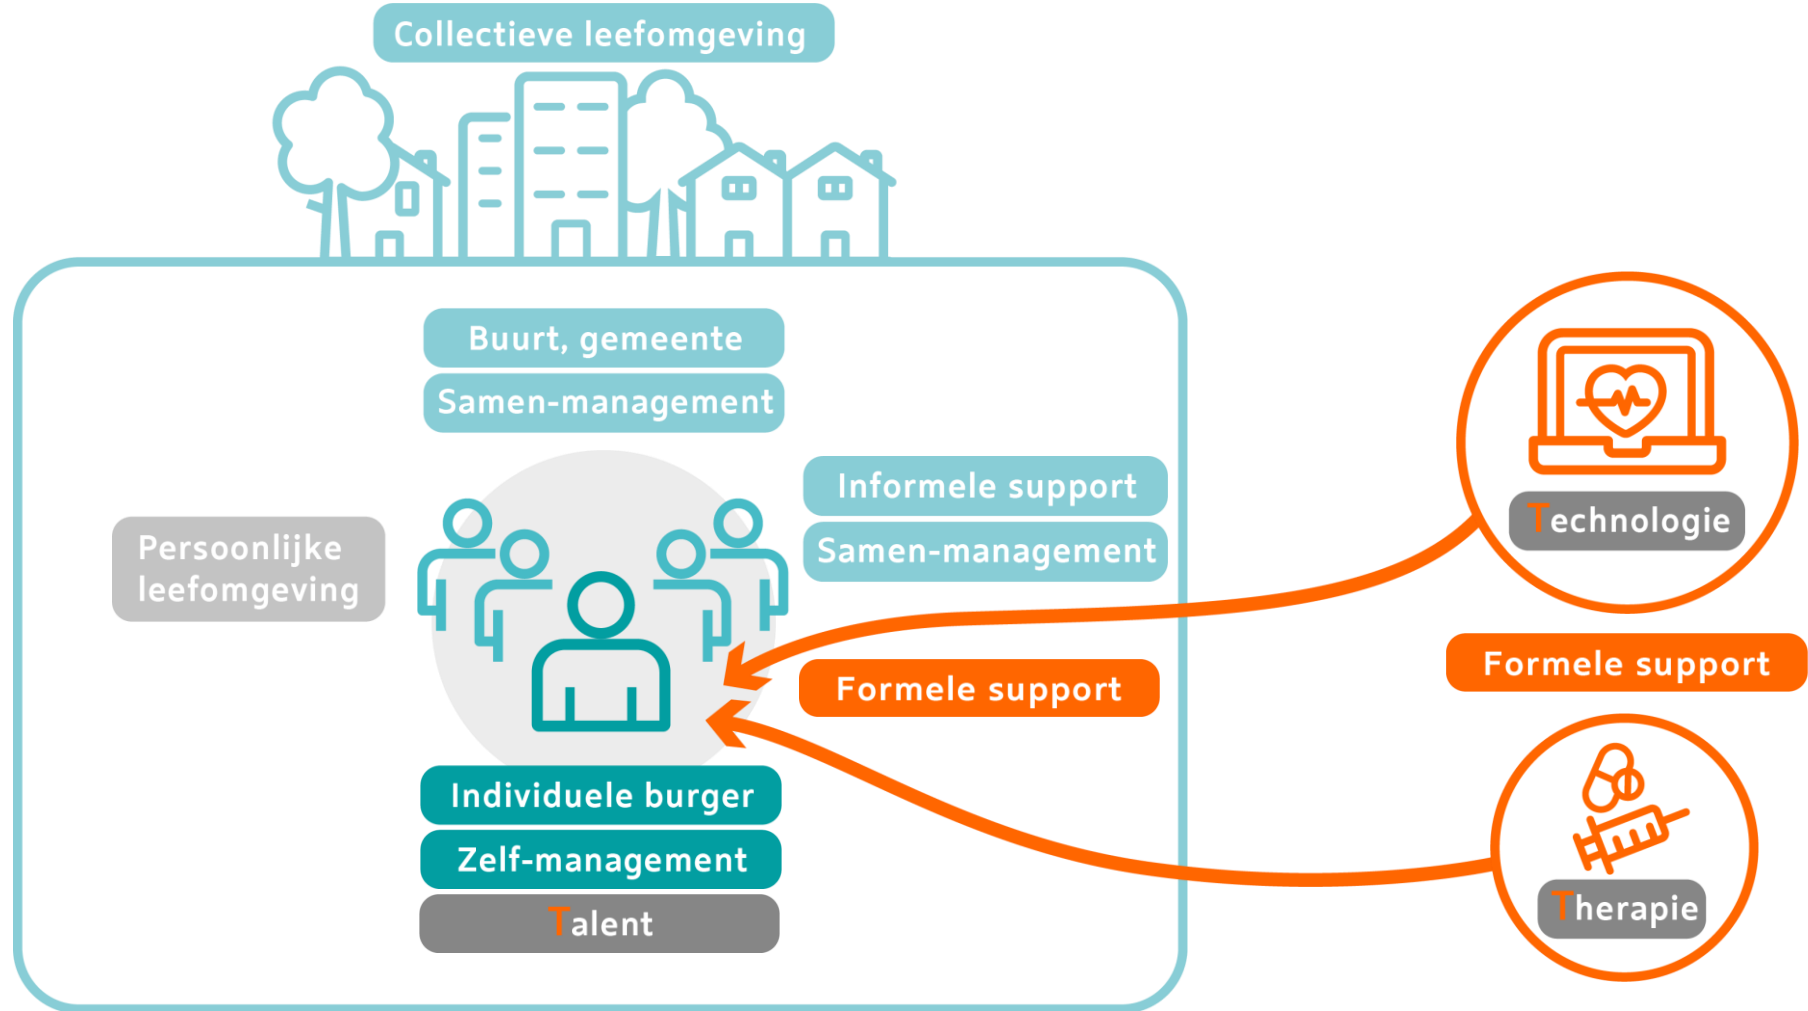 Collectieve leefomgeving
Buurt, gemeente
Samen-management
Informele support
Samen-management
Persoonlijke
leefomgeving
Technologie
Formele support
Formele support
Individuele burger
Zelf-management
Talent
Therapie